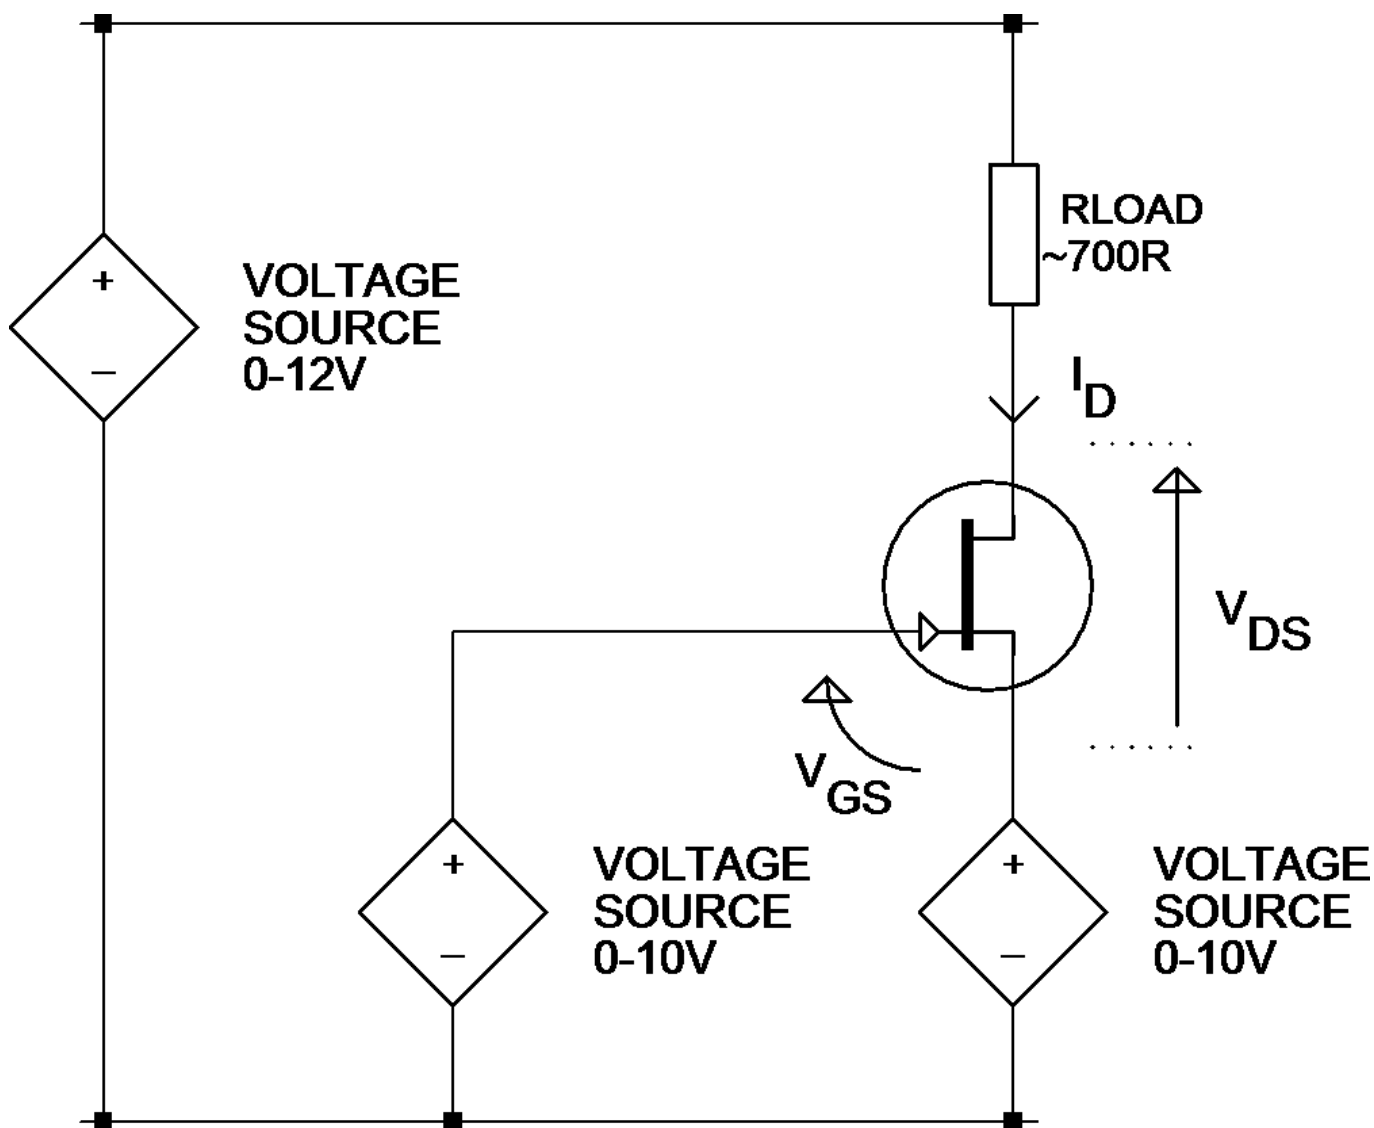 RLOAD
~700R
+
VOLTAGE
SOURCE
0-12V
–
I D
V DS
V GS
+
VOLTAGE
SOURCE
0-10V
–
+
VOLTAGE
SOURCE
0-10V
–